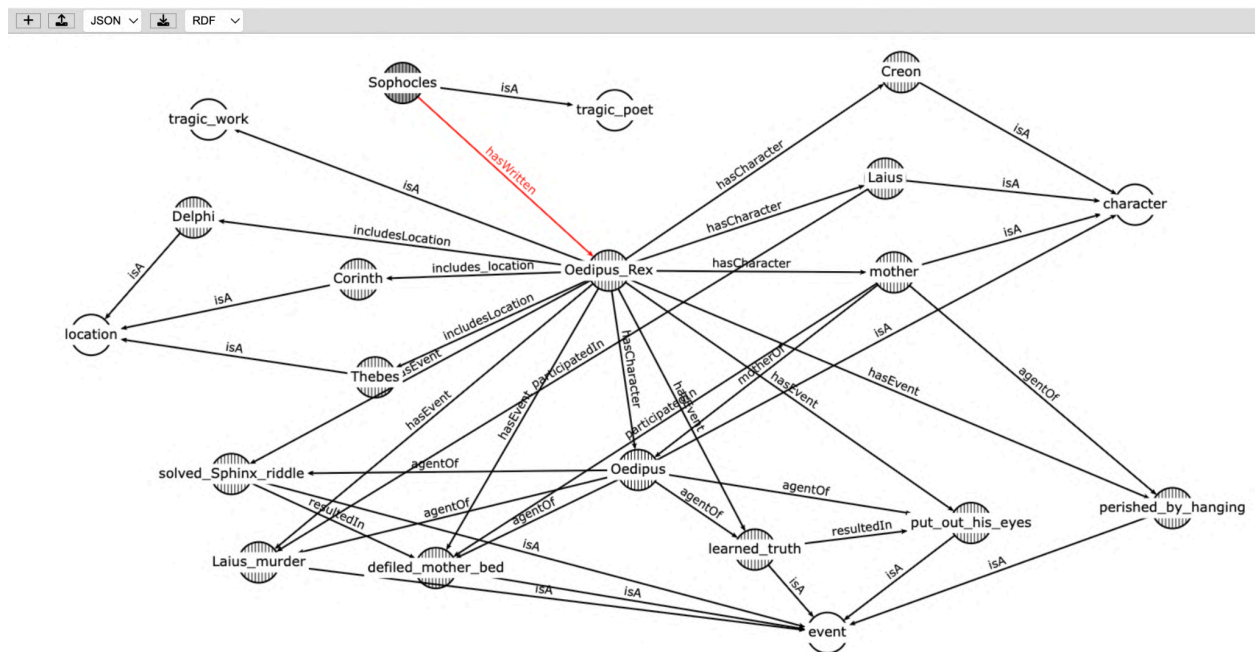 + JSON RDF
Sophocles
isA
tragic_poet
Creon
tragic_work
isA
hasWritten
hasCharacter
isA
Laius
isA
character
Delphi
hasCharacter
includesLocation
isA
isA
Corinth
includes_location
Oedipus_Rex
hasCharacter
mother
isA
location
isA
includesLocation
isA
isA
Thebes
participatedIn
hasCharacter
hasEvent
motherOf
hasEvent
hasEvent
agentOf
hasEvent
hasEvent
participatedIn
solved_Sphinx_riddle
agentOf
Oedipus
agentOf
resultedIn
agentOf
agentOf
agentOf
perished_by_hanging
put_out_his_eyes
resultedIn
Laius_murder
defiled_mother_bed
isA
learned_truth
isA
isA
isA
isA
isA
event